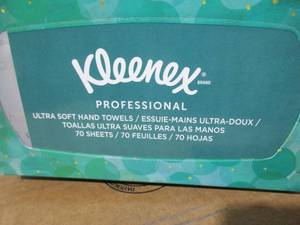 Kleenex®
BRAND
PROFESSIONAL
ULTRA SOFT HAND TOWELS / ESSUIE-MAINS ULTRA-DOUX /
TOALLAS ULTRA SUAVES PARA LAS MANOS
70 SHEETS / 70 FEUILLES / 70 HOJAS